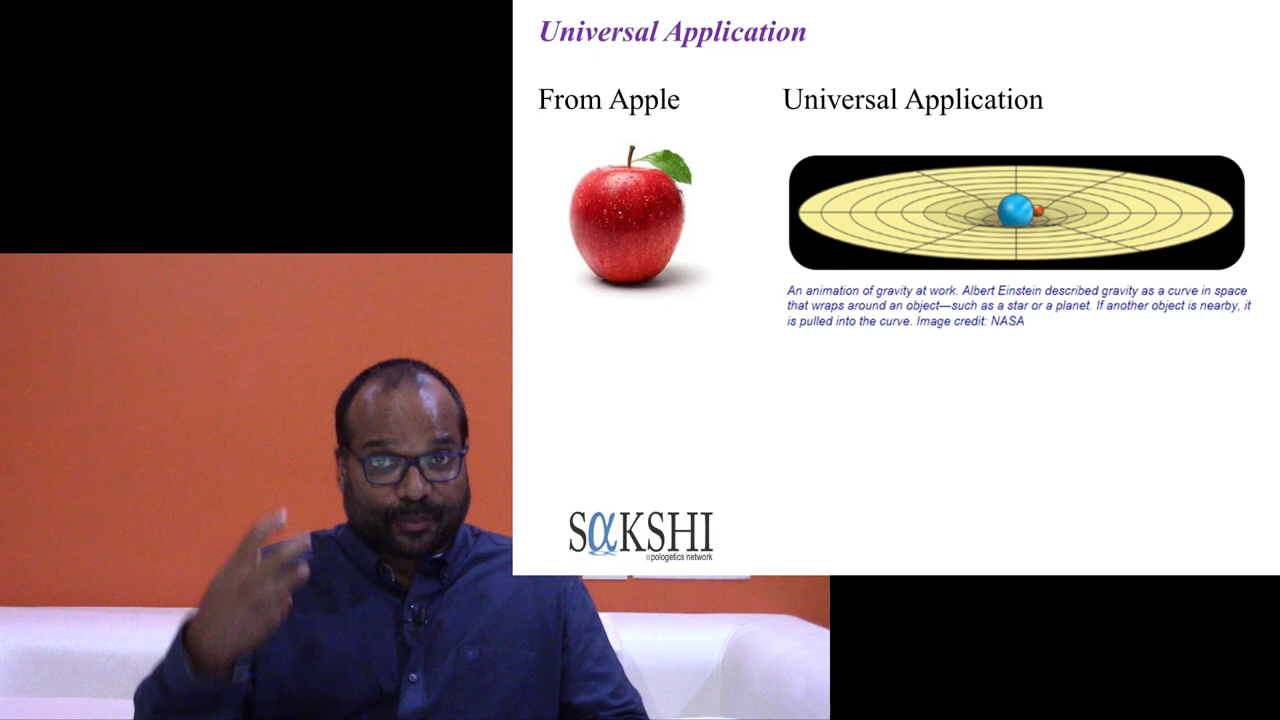 Universal Application
From Apple
Universal Application
An animation of gravity at work. Albert Einstein described gravity as a curve in space
that wraps around an object—such as a star or a planet. If another object is nearby, it
is pulled into the curve. Image credit: NASA
SαKSHI
αpologetics network